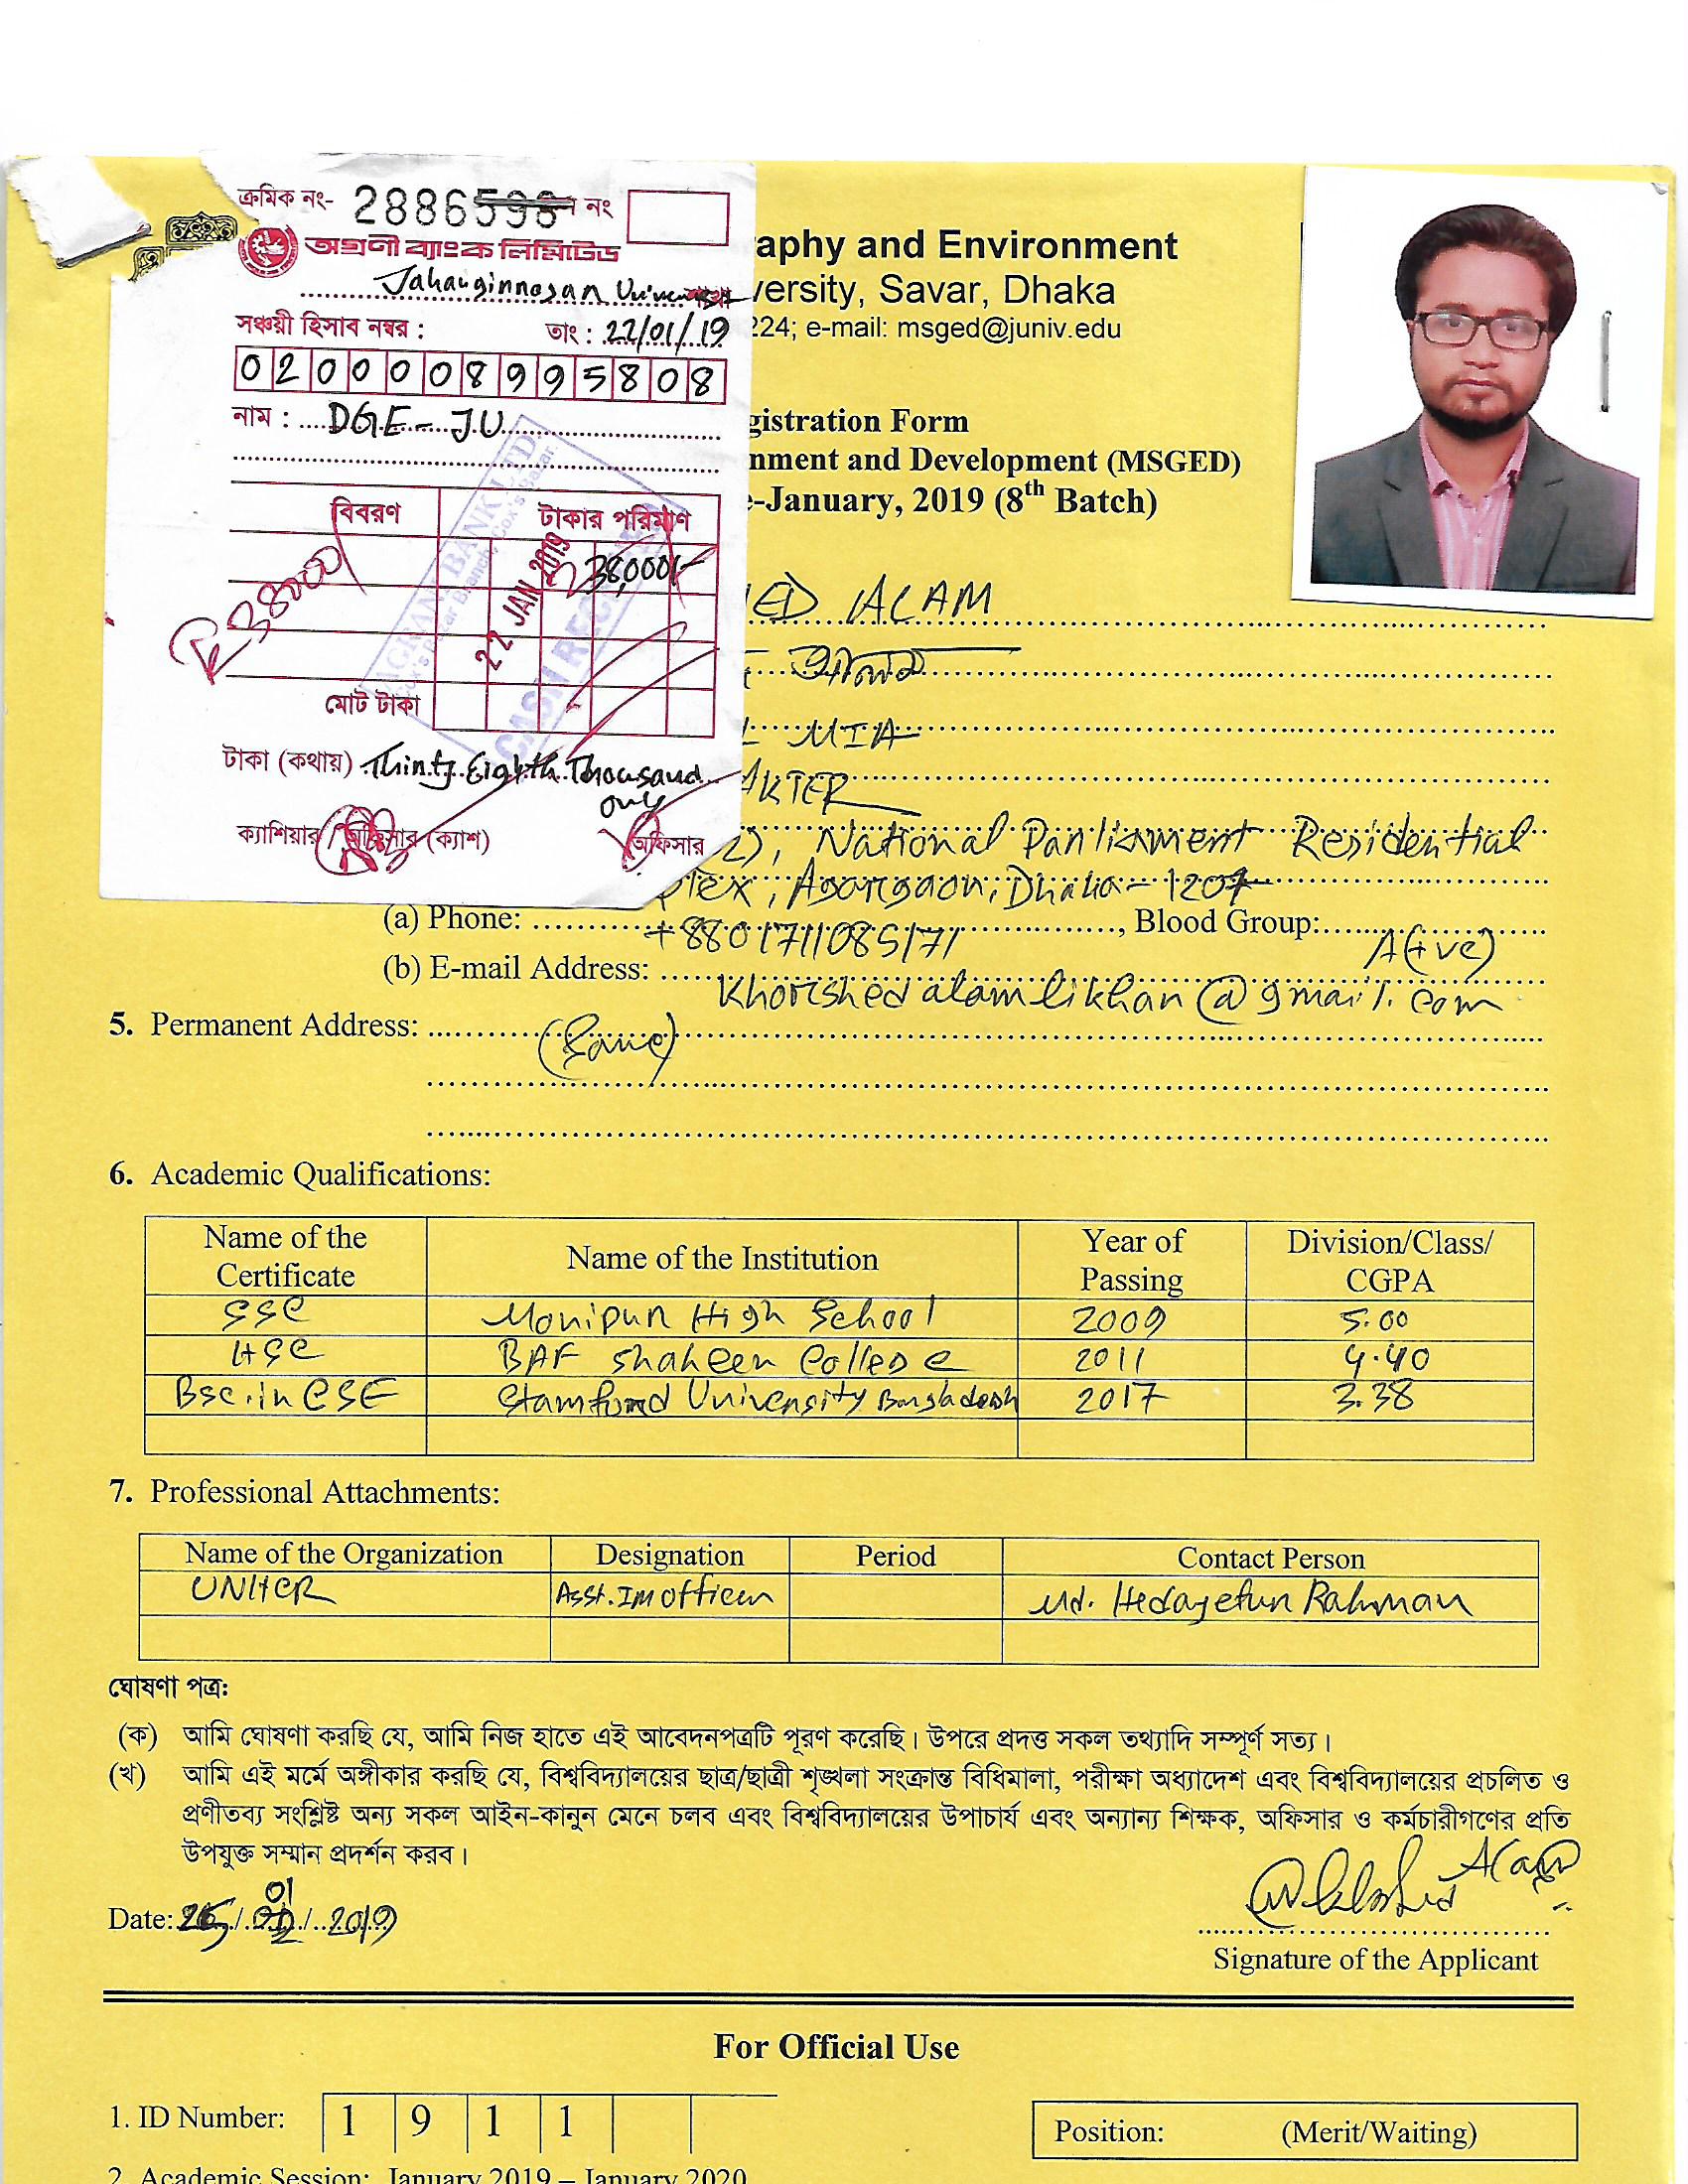 ক্রমিক নং- 2886598 নং
অগ্রণী ব্যাংক লিমিটেড
Jahangirnagar University শাখা
সঞ্চয়ী হিসাব নম্বর : তাং : 22/01/19
0200008995808
নাম : DGE - JU
বিবরণ টাকার পরিমাণ
38000/ 38,000/-
22 JAN 2019
AGRANI BANK LTD.
CASH RECEIVED
মোট টাকা
টাকা (কথায়) Thirty Eighth Thousand
only
ক্যাশিয়ার/অফিসার (ক্যাশ) অফিসার
aphy and Environment
versity, Savar, Dhaka
224; e-mail: msged@juniv.edu
gistration Form
nment and Development (MSGED)
e-January, 2019 (8th Batch)
ED ALAM
আলম
MIA
AKTER
2), National Parliament Residential
plex, Agargaon, Dhaka-1207
(a) Phone: +8801711085171, Blood Group: A(+ve)
(b) E-mail Address: khorshedalamlikhan@gmail.com
5. Permanent Address: (Same)
6. Academic Qualifications:
Name of the Certificate Name of the Institution Year of Passing Division/Class/ CGPA
SSC Monipur High School 2009 5.00
HSC BAF Shaheen College 2011 4.40
Bsc. in CSE Stamford University Bangladesh 2017 3.38
7. Professional Attachments:
Name of the Organization Designation Period Contact Person
UNHCR Asst. IM officer Md. Hedayetur Rahman
ঘোষণা পত্র:
(ক) আমি ঘোষণা করছি যে, আমি নিজ হাতে এই আবেদনপত্রটি পূরণ করেছি। উপরে প্রদত্ত সকল তথ্যাদি সম্পূর্ণ সত্য।
(খ) আমি এই মর্মে অঙ্গীকার করছি যে, বিশ্ববিদ্যালয়ের ছাত্র/ছাত্রী শৃঙ্খলা সংক্রান্ত বিধিমালা, পরীক্ষা অধ্যাদেশ এবং বিশ্ববিদ্যালয়ের প্রচলিত ও
প্রণীতব্য সংশ্লিষ্ট অন্য সকল আইন-কানুন মেনে চলব এবং বিশ্ববিদ্যালয়ের উপাচার্য এবং অন্যান্য শিক্ষক, অফিসার ও কর্মচারীগণের প্রতি
উপযুক্ত সম্মান প্রদর্শন করব।
Alam
Date: 26/01/2019
Signature of the Applicant
For Official Use
1. ID Number: 1 9 1 1
Position: (Merit/Waiting)
2. Academic Session: January 2019 – January 2020